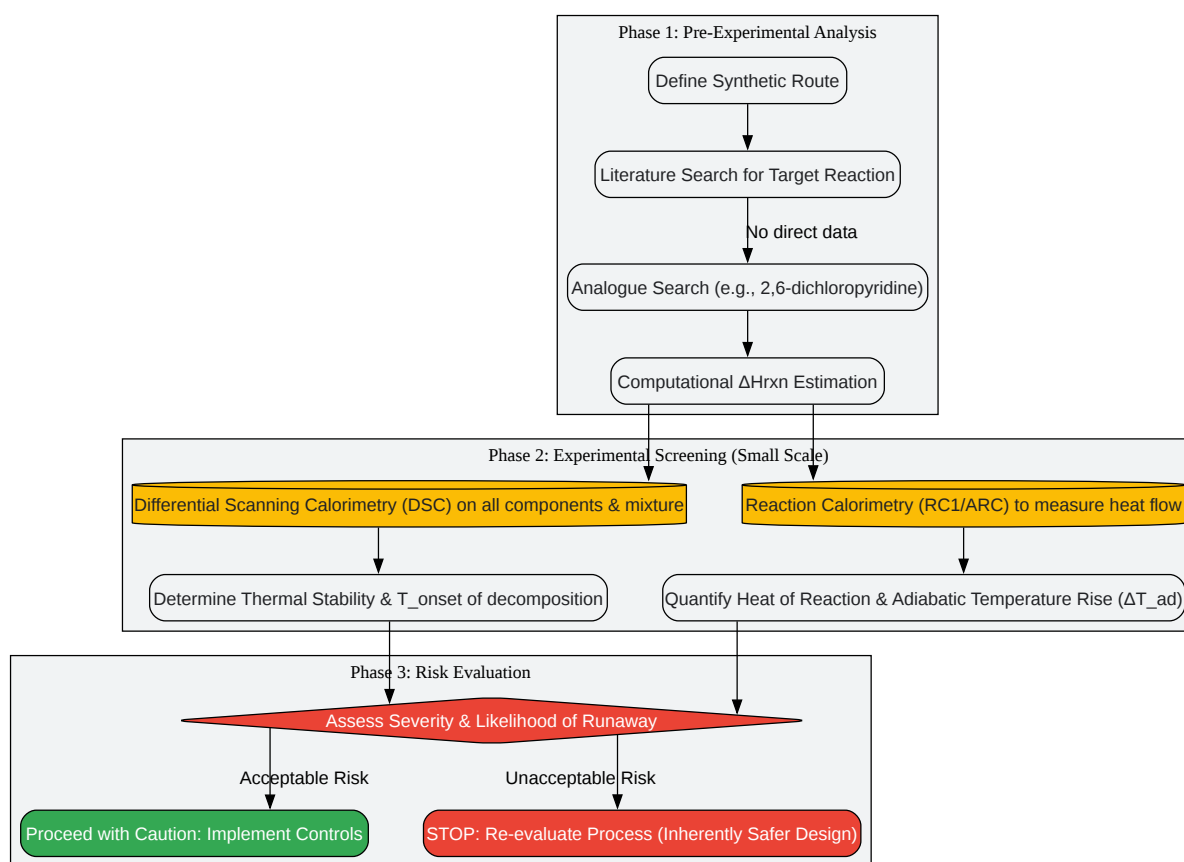 Phase 1: Pre-Experimental Analysis
Define Synthetic Route
Literature Search for Target Reaction
No direct data
Analogue Search (e.g., 2,6-dichloropyridine)
Computational ΔHrxn Estimation
Phase 2: Experimental Screening (Small Scale)
Differential Scanning Calorimetry (DSC) on all components & mixture
Reaction Calorimetry (RC1/ARC) to measure heat flow
Determine Thermal Stability & T_onset of decomposition
Quantify Heat of Reaction & Adiabatic Temperature Rise (ΔT_ad)
Phase 3: Risk Evaluation
Assess Severity & Likelihood of Runaway
Acceptable Risk
Unacceptable Risk
Proceed with Caution: Implement Controls
STOP: Re-evaluate Process (Inherently Safer Design)